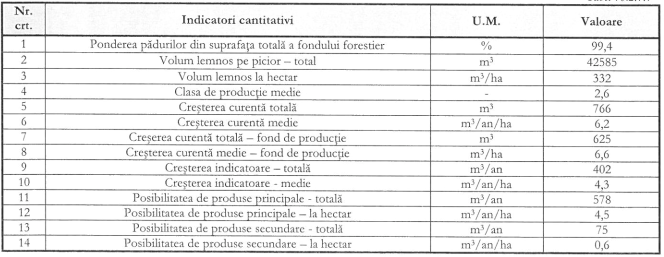 Nr. crt. Indicatori cantitativi U.M. Valoare
1 Ponderea pădurilor din suprafața totală a fondului forestier % 99,4
2 Volum lemnos pe picior – total m³ 42585
3 Volum lemnos la hectar m³/ha 332
4 Clasa de producție medie - 2,6
5 Creșterea curentă totală m³ 766
6 Creșterea curentă medie m³/an/ha 6,2
7 Creșerea curentă totală – fond de producție m³ 625
8 Creșterea curentă medie – fond de producție m³/ha 6,6
9 Creșterea indicatoare – totală m³/an 402
10 Creșterea indicatoare - medie m³/an/ha 4,3
11 Posibilitatea de produse principale - totală m³/an 578
12 Posibilitatea de produse principale – la hectar m³/an/ha 4,5
13 Posibilitatea de produse secundare - totală m³/an 75
14 Posibilitatea de produse secundare – la hectar m³/an/ha 0,6